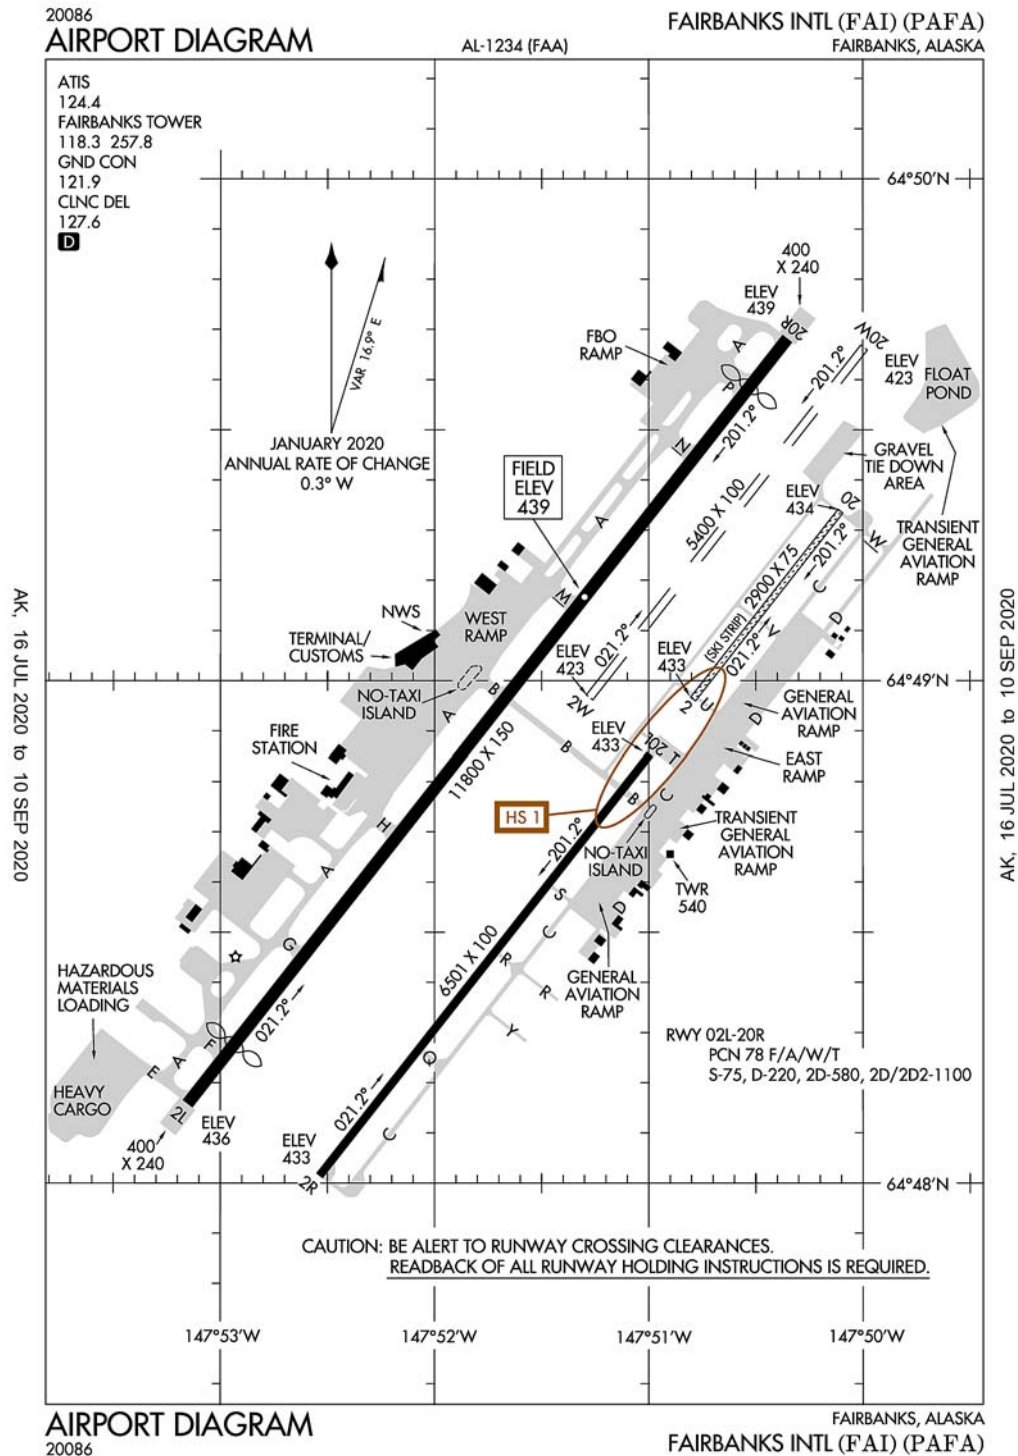 20086
AIRPORT DIAGRAM
AL-1234 (FAA)
FAIRBANKS INTL (FAI) (PAFA)
FAIRBANKS, ALASKA
ATIS
124.4
FAIRBANKS TOWER
118.3 257.8
GND CON
121.9
CLNC DEL
127.6
D
64°50'N
VAR 16.9° E
JANUARY 2020
ANNUAL RATE OF CHANGE
0.3° W
400
X 240
ELEV
439
20R
FBO
RAMP
A
P
201.2°
IZ
20W
201.2°
ELEV
423
FLOAT
POND
GRAVEL
TIE DOWN
AREA
FIELD
ELEV
439
A
5400 X 100
ELEV
434
20
201.2°
W
TRANSIENT
GENERAL
AVIATION
RAMP
2900 X 75
(SKI STRIP)
C
D
V
021.2°
M
NWS
WEST
RAMP
TERMINAL/
CUSTOMS
021.2°
ELEV
423
2W
ELEV
433
2
U
64°49'N
NO-TAXI
ISLAND
B
A
B
GENERAL
AVIATION
RAMP
D
EAST
RAMP
ELEV
433
20L
T
FIRE
STATION
11800 X 150
H
HS 1
B
C
201.2°
NO-TAXI
ISLAND
TRANSIENT
GENERAL
AVIATION
RAMP
TWR
540
A
S
D
C
G
6501 X 100
R
R
Y
GENERAL
AVIATION
RAMP
HAZARDOUS
MATERIALS
LOADING
021.2°
F
A
E
HEAVY
CARGO
2L
ELEV
436
400
X 240
Q
021.2°
C
ELEV
433
2R
RWY 02L-20R
PCN 78 F/A/W/T
S-75, D-220, 2D-580, 2D/2D2-1100
64°48'N
CAUTION: BE ALERT TO RUNWAY CROSSING CLEARANCES.
READBACK OF ALL RUNWAY HOLDING INSTRUCTIONS IS REQUIRED.
147°53'W
147°52'W
147°51'W
147°50'W
AK, 16 JUL 2020 to 10 SEP 2020
AK, 16 JUL 2020 to 10 SEP 2020
AIRPORT DIAGRAM
20086
FAIRBANKS, ALASKA
FAIRBANKS INTL (FAI) (PAFA)